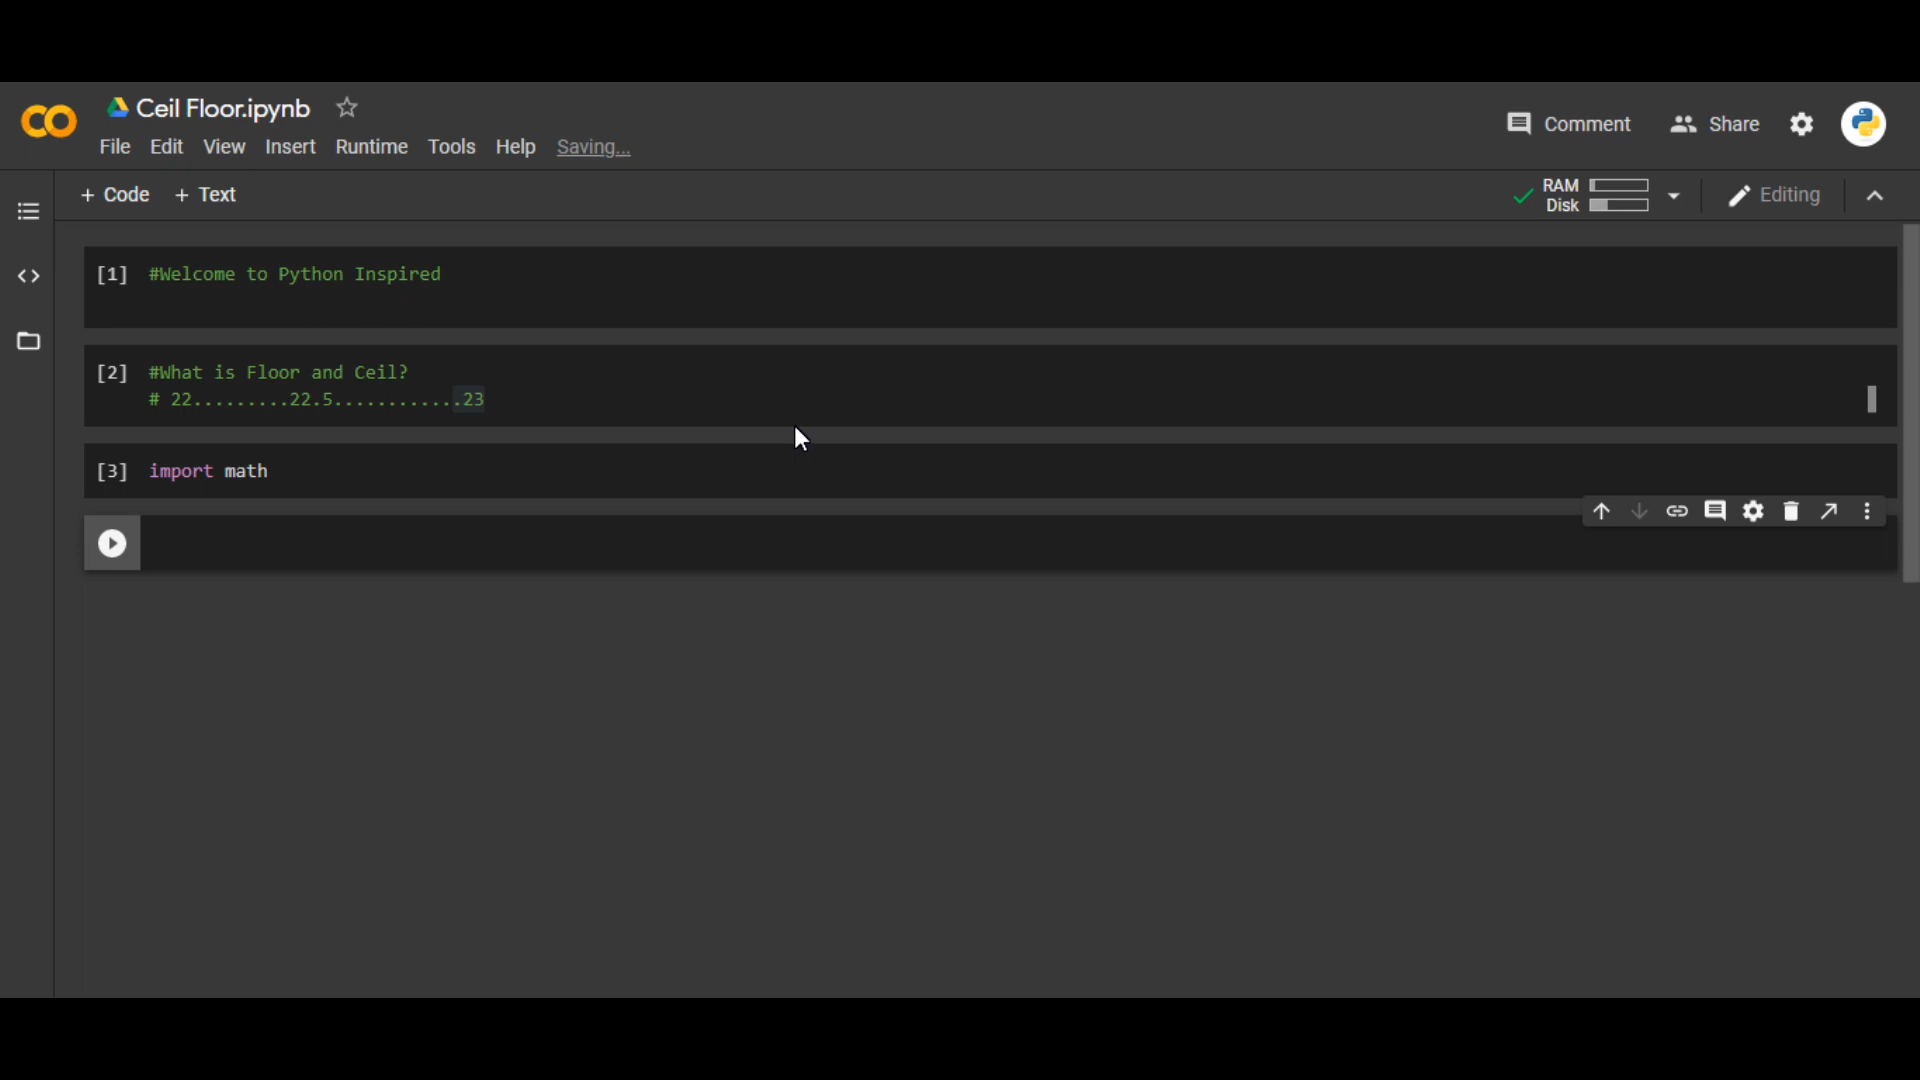 Ceil Floor.ipynb
File Edit View Insert Runtime Tools Help Saving...
Comment Share
+ Code + Text
RAM
Disk
Editing
[1] #Welcome to Python Inspired
[2] #What is Floor and Ceil?
# 22.........22.5............23
[3] import math